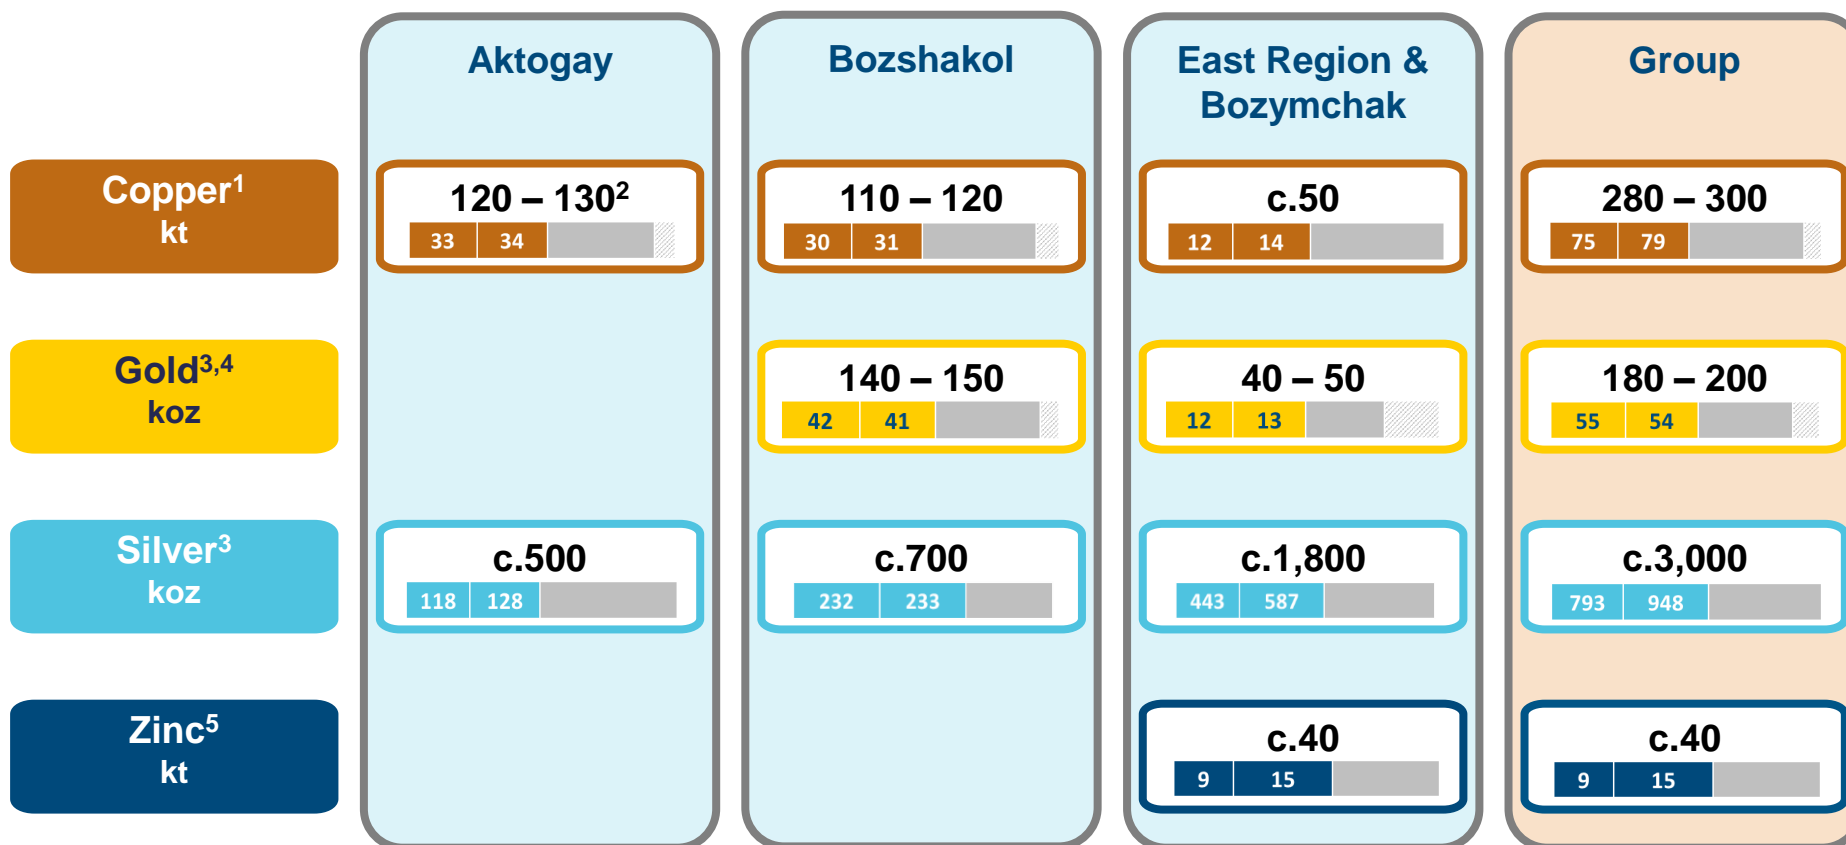 Aktogay
Bozshakol
East Region &
Bozymchak
Group
Copper¹
kt
120 – 130²
33 34
110 – 120
30 31
c.50
12 14
280 – 300
75 79
Gold³,⁴
koz
140 – 150
42 41
40 – 50
12 13
180 – 200
55 54
Silver³
koz
c.500
118 128
c.700
232 233
c.1,800
443 587
c.3,000
793 948
Zinc⁵
kt
c.40
9 15
c.40
9 15